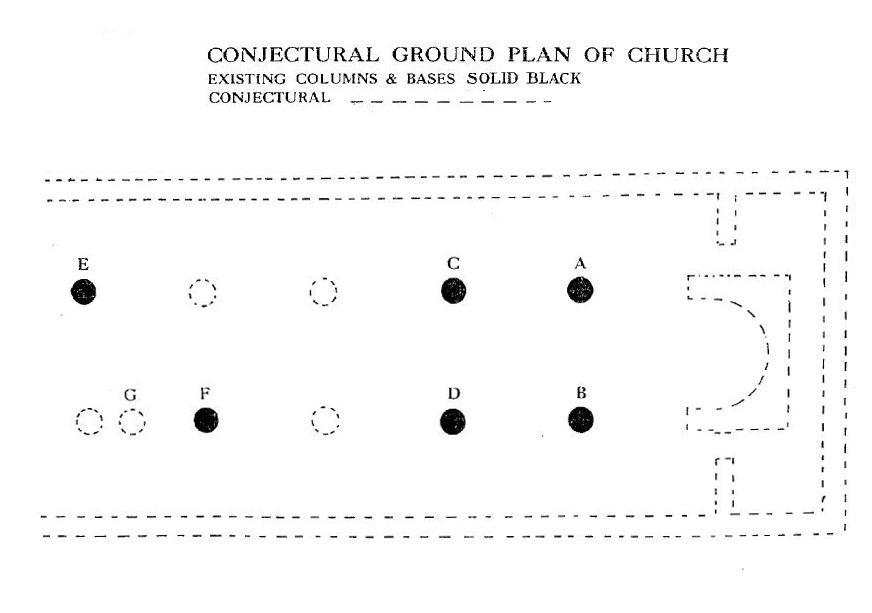 CONJECTURAL GROUND PLAN OF CHURCH
EXISTING COLUMNS & BASES SOLID BLACK
CONJECTURAL
E C A
G F D B